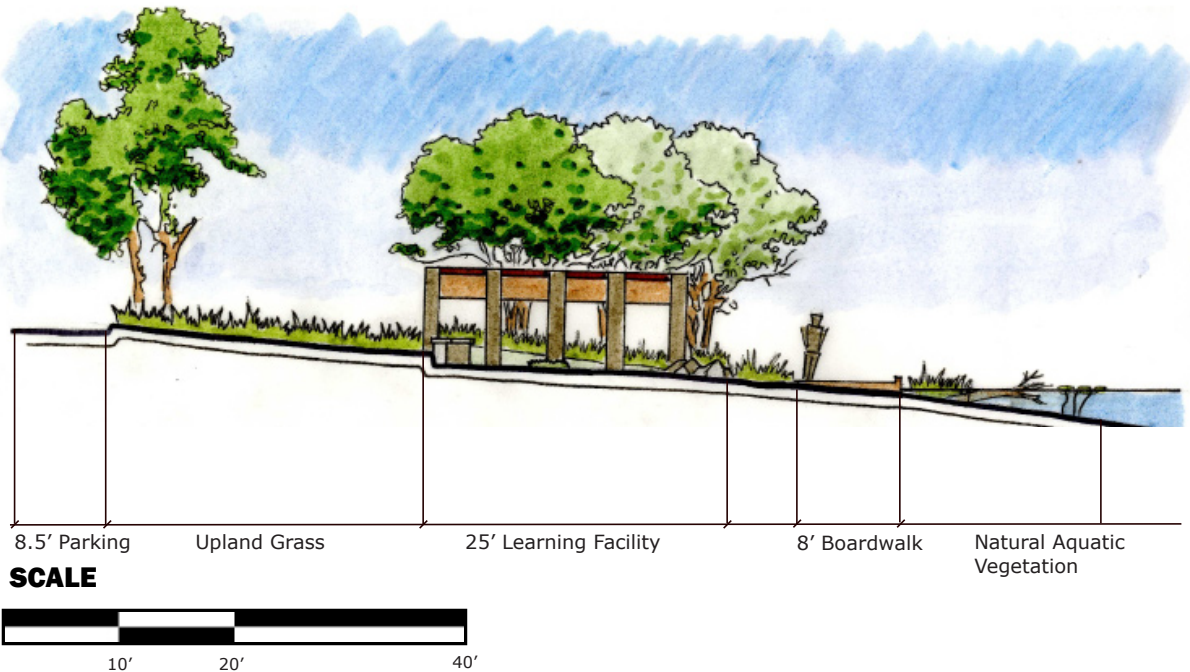 8.5’ Parking
Upland Grass
25’ Learning Facility
8’ Boardwalk
Natural Aquatic
Vegetation
SCALE
10’
20’
40’